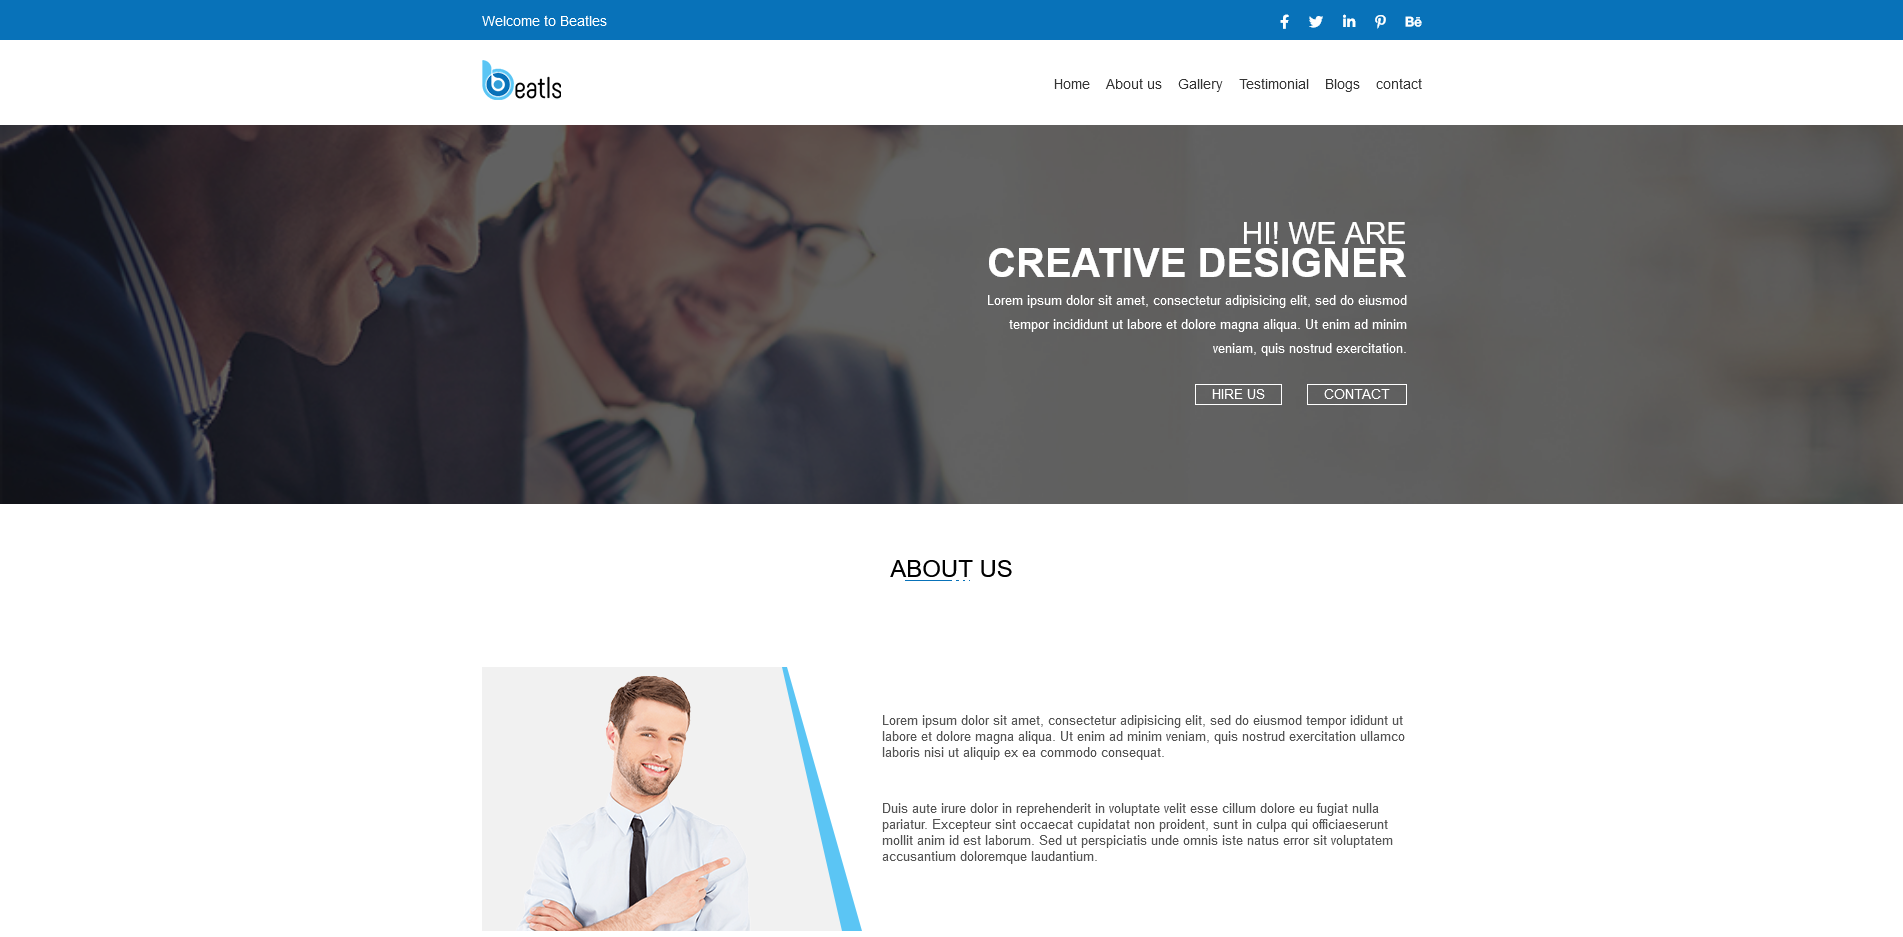 Welcome to Beatles
beatls
Home About us Gallery Testimonial Blogs contact
HI! WE ARE
CREATIVE DESIGNER
Lorem ipsum dolor sit amet, consectetur adipisicing elit, sed do eiusmod
tempor incididunt ut labore et dolore magna aliqua. Ut enim ad minim
veniam, quis nostrud exercitation.
HIRE US CONTACT
ABOUT US
Lorem ipsum dolor sit amet, consectetur adipisicing elit, sed do eiusmod tempor ididunt ut
labore et dolore magna aliqua. Ut enim ad minim veniam, quis nostrud exercitation ullamco
laboris nisi ut aliquip ex ea commodo consequat.
Duis aute irure dolor in reprehenderit in voluptate velit esse cillum dolore eu fugiat nulla
pariatur. Excepteur sint occaecat cupidatat non proident, sunt in culpa qui officiaeserunt
mollit anim id est laborum. Sed ut perspiciatis unde omnis iste natus error sit voluptatem
accusantium doloremque laudantium.